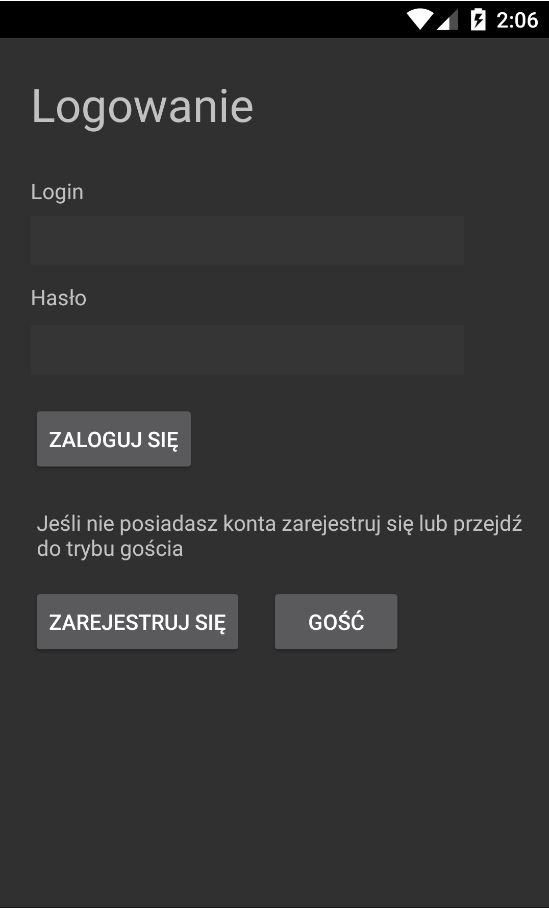 2:06
Logowanie
Login
Hasło
ZALOGUJ SIĘ
Jeśli nie posiadasz konta zarejestruj się lub przejdź
do trybu gościa
ZAREJESTRUJ SIĘ GOŚĆ